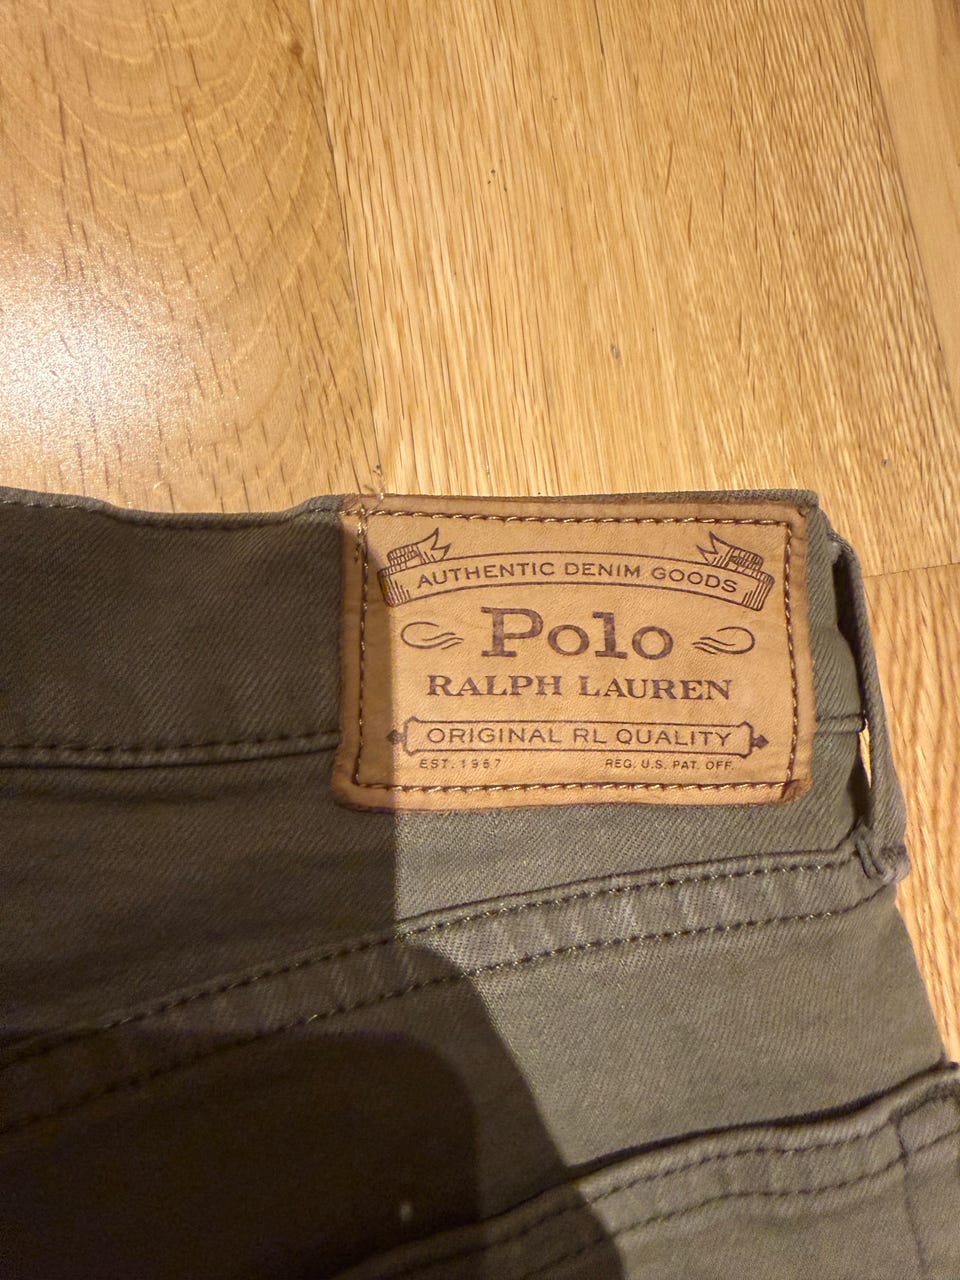 AUTHENTIC DENIM GOODS
Polo
RALPH LAUREN
ORIGINAL RL QUALITY
EST. 1967
REG. U.S. PAT. OFF.